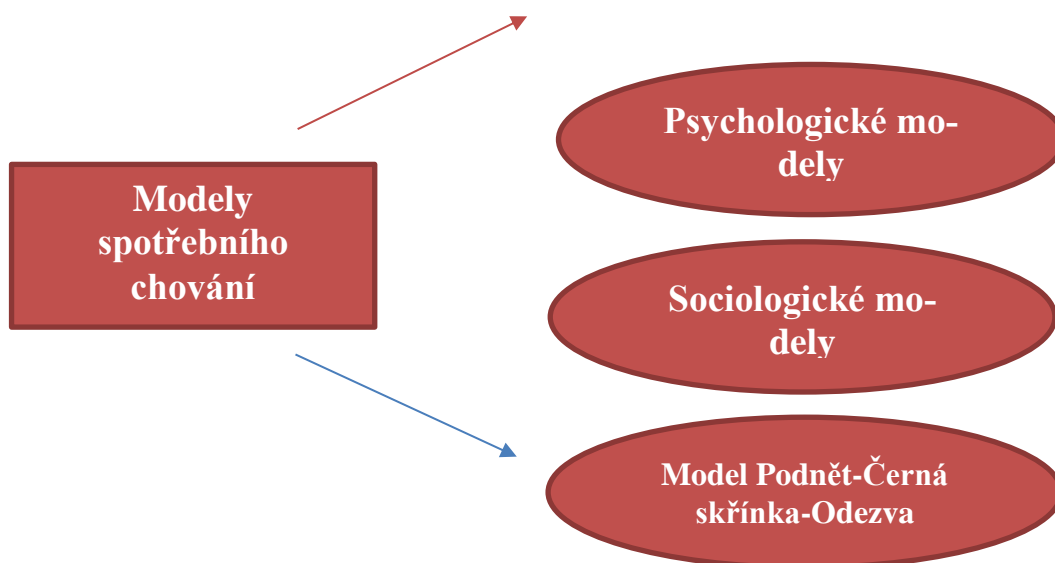 Modely
spotřebního
chování
Psychologické mo-
dely
Sociologické mo-
dely
Model Podnět-Černá
skřínka-Odezva